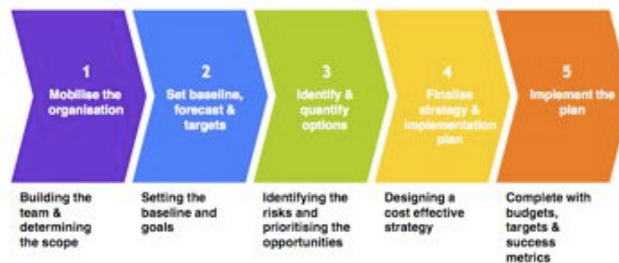 1
Mobilise the
organisation
2
Set baseline,
forecast &
targets
3
Identify &
quantify
options
4
Finalise
strategy &
implementation
plan
5
Implement the
plan
Building the
team &
determining
the scope
Setting the
baseline and
goals
Identifying the
risks and
prioritising the
opportunities
Designing a
cost effective
strategy
Complete with
budgets,
targets &
success
metrics